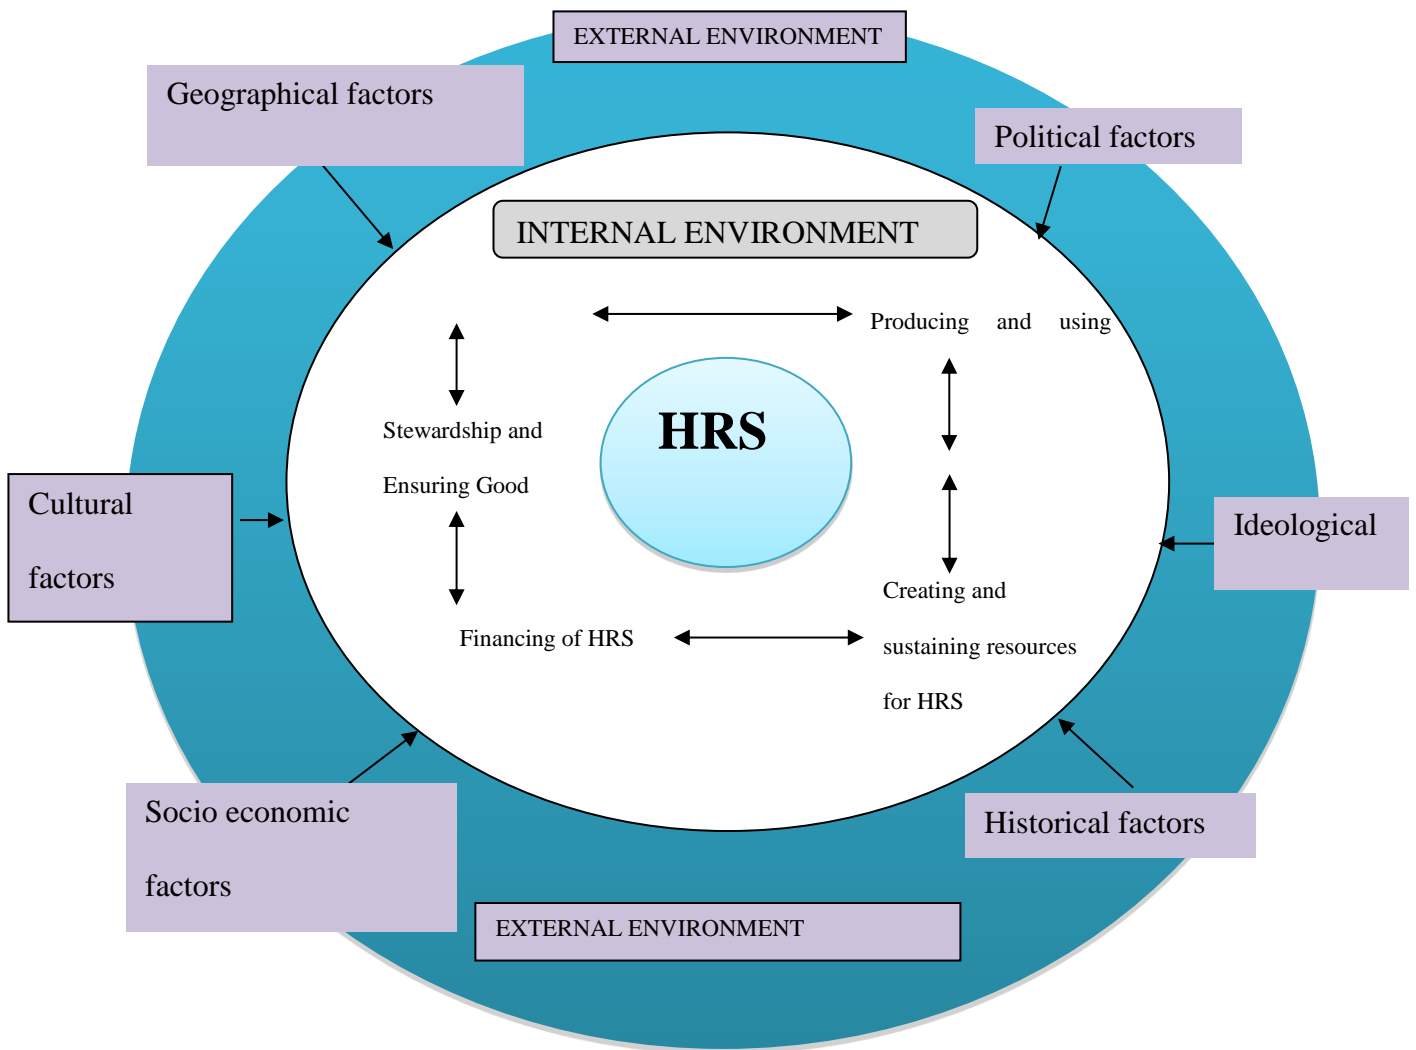 EXTERNAL ENVIRONMENT
Geographical factors
Political factors
INTERNAL ENVIRONMENT
Producing and using
HRS
Stewardship and
Ensuring Good
Cultural
factors
Ideological
Creating and
sustaining resources
for HRS
Financing of HRS
Socio economic
factors
Historical factors
EXTERNAL ENVIRONMENT